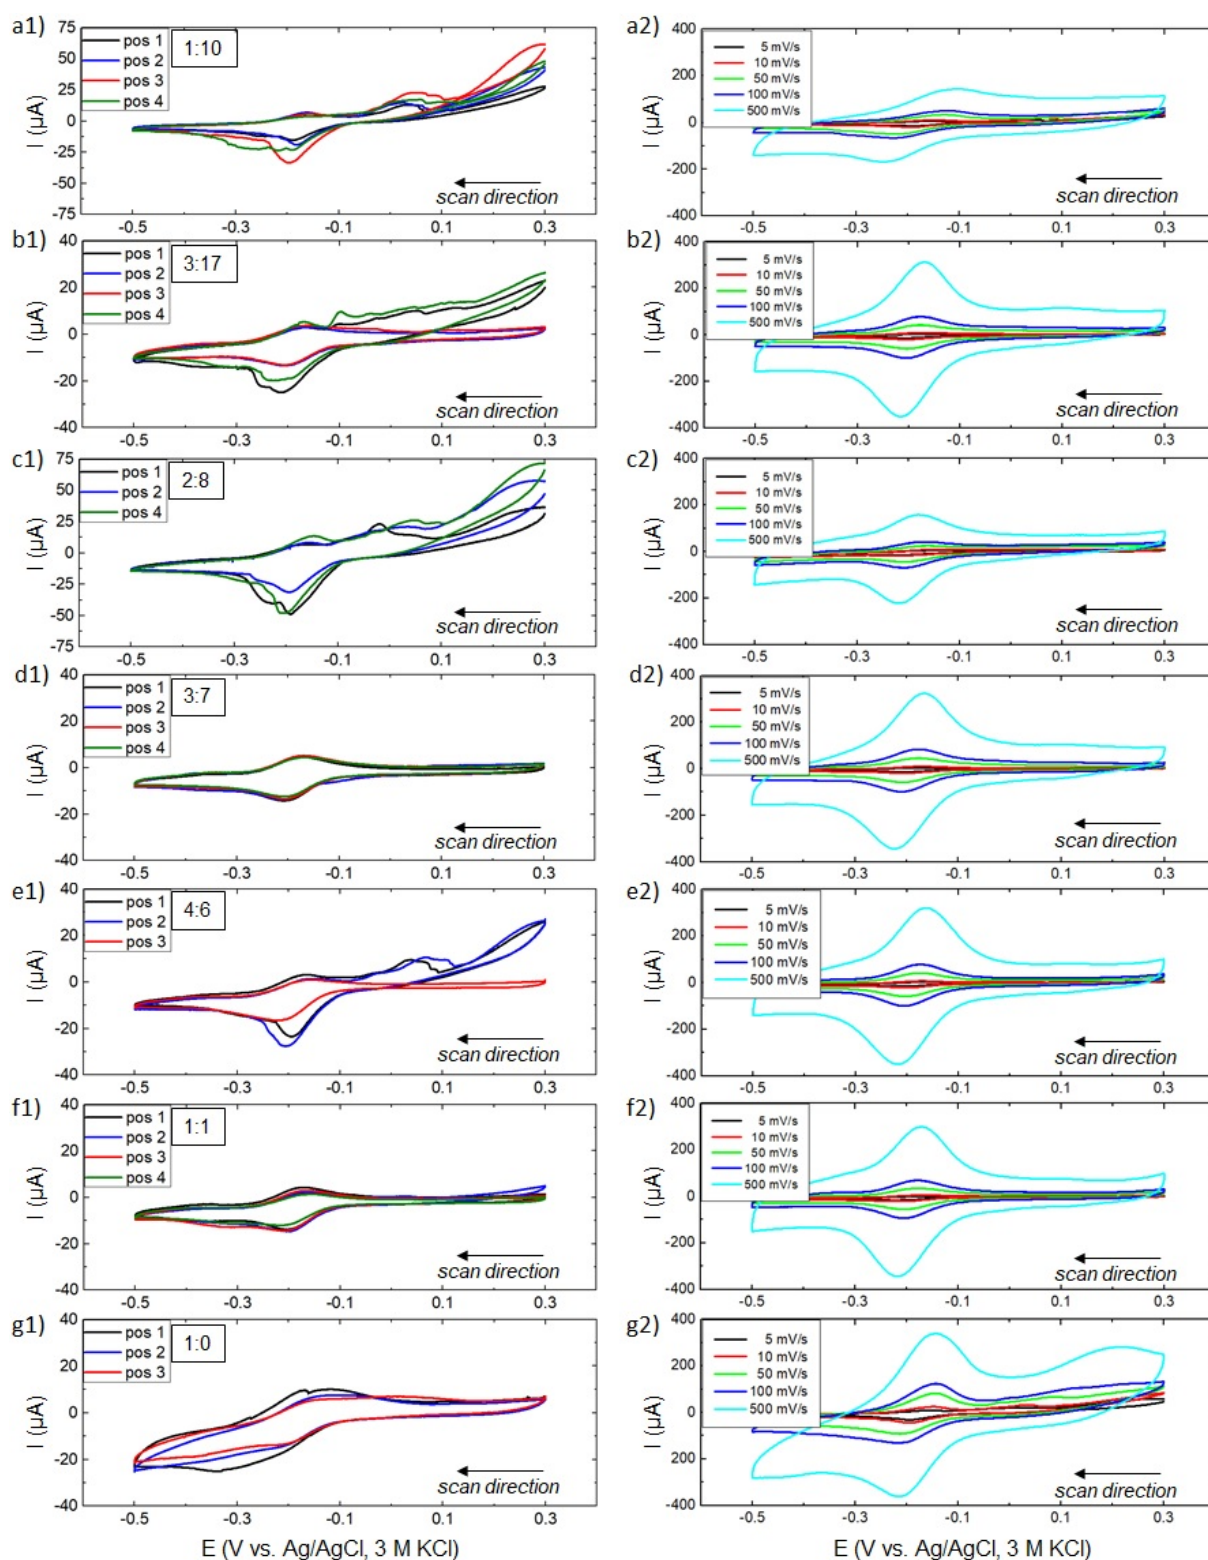 a1)
pos 1
pos 2
pos 3
pos 4
1:10
75
50
25
0
-25
-50
75
I (µA)
scan direction
-0.5 -0.3 -0.1 0.1 0.3
a2)
5 mV/s
10 mV/s
50 mV/s
100 mV/s
500 mV/s
400
200
0
-200
-400
I (µA)
scan direction
-0.5 -0.3 -0.1 0.1 0.3
b1)
pos 1
pos 2
pos 3
pos 4
3:17
40
20
0
-20
-40
I (µA)
scan direction
-0.5 -0.3 -0.1 0.1 0.3
b2)
5 mV/s
10 mV/s
50 mV/s
100 mV/s
500 mV/s
400
200
0
-200
-400
I (µA)
scan direction
-0.5 -0.3 -0.1 0.1 0.3
c1)
pos 1
pos 2
pos 4
2:8
75
50
25
0
-25
-50
75
I (µA)
scan direction
-0.5 -0.3 -0.1 0.1 0.3
c2)
5 mV/s
10 mV/s
50 mV/s
100 mV/s
500 mV/s
400
200
0
-200
-400
I (µA)
scan direction
-0.5 -0.3 -0.1 0.1 0.3
d1)
pos 1
pos 2
pos 3
pos 4
3:7
40
20
0
-20
-40
I (µA)
scan direction
-0.5 -0.3 -0.1 0.1 0.3
d2)
5 mV/s
10 mV/s
50 mV/s
100 mV/s
500 mV/s
400
200
0
-200
-400
I (µA)
scan direction
-0.5 -0.3 -0.1 0.1 0.3
e1)
pos 1
pos 2
pos 3
4:6
40
20
0
-20
-40
I (µA)
scan direction
-0.5 -0.3 -0.1 0.1 0.3
e2)
5 mV/s
10 mV/s
50 mV/s
100 mV/s
500 mV/s
400
200
0
-200
-400
I (µA)
scan direction
-0.5 -0.3 -0.1 0.1 0.3
f1)
pos 1
pos 2
pos 3
pos 4
1:1
40
20
0
-20
-40
I (µA)
scan direction
-0.5 -0.3 -0.1 0.1 0.3
f2)
5 mV/s
10 mV/s
50 mV/s
100 mV/s
500 mV/s
400
200
0
-200
-400
I (µA)
scan direction
-0.5 -0.3 -0.1 0.1 0.3
g1)
pos 1
pos 2
pos 3
1:0
40
20
0
-20
-40
I (µA)
scan direction
-0.5 -0.3 -0.1 0.1 0.3
E (V vs. Ag/AgCl, 3 M KCl)
g2)
5 mV/s
10 mV/s
50 mV/s
100 mV/s
500 mV/s
400
200
0
-200
-400
I (µA)
scan direction
-0.5 -0.3 -0.1 0.1 0.3
E (V vs. Ag/AgCl, 3 M KCl)